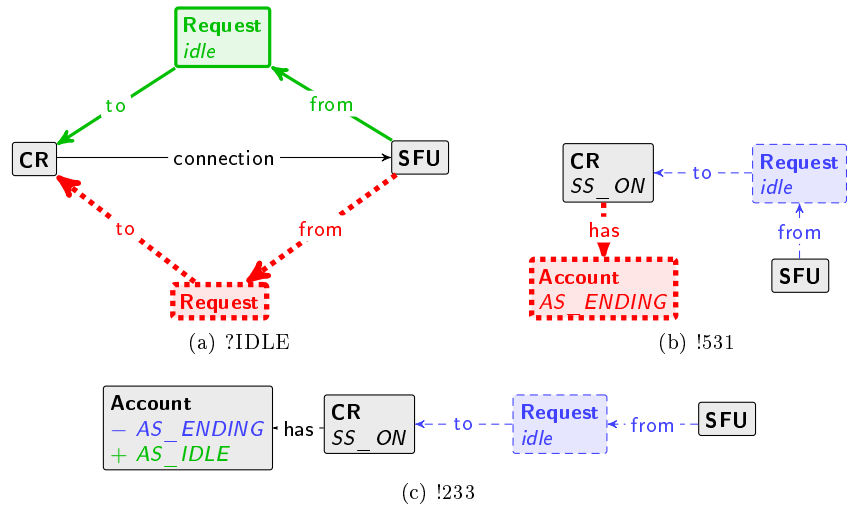 Request
idle
to
from
CR
connection
SFU
to
from
Request
(a) ?IDLE
CR
SS_ON
to
Request
idle
has
from
Account
AS_ENDING
SFU
(b) !531
Account
− AS_ENDING
+ AS_IDLE
has
CR
SS_ON
to
Request
idle
from
SFU
(c) !233